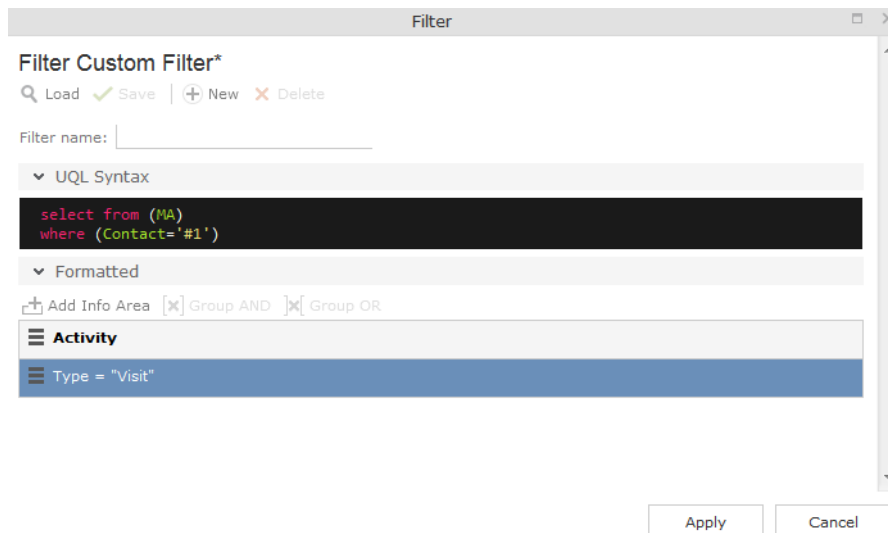 Filter
Filter Custom Filter*
Load Save New Delete
Filter name:
UQL Syntax
select from (MA)
where (Contact='#1')
Formatted
Add Info Area Group AND Group OR
Activity
Type = "Visit"
Apply Cancel